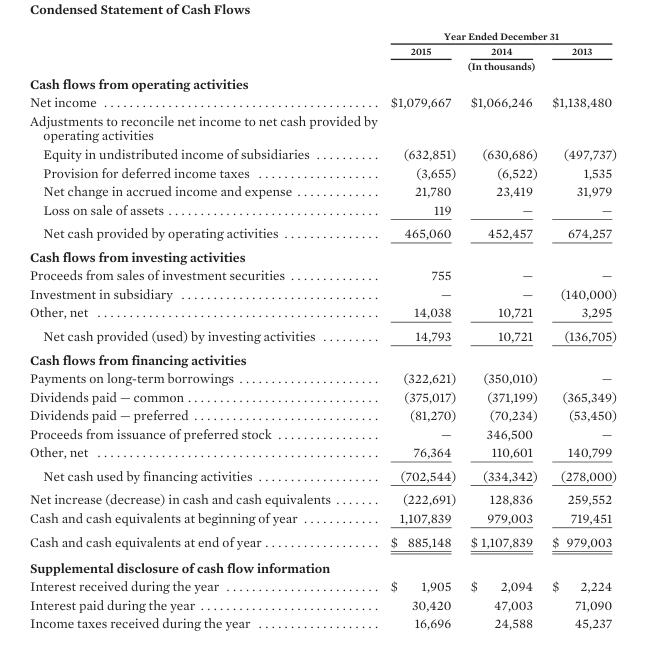 Condensed Statement of Cash Flows
Year Ended December 31
2015 2014 2013
(In thousands)
Cash flows from operating activities
Net income ........................................... $1,079,667 $1,066,246 $1,138,480
Adjustments to reconcile net income to net cash provided by
operating activities
Equity in undistributed income of subsidiaries .......... (632,851) (630,686) (497,737)
Provision for deferred income taxes .................... (3,655) (6,522) 1,535
Net change in accrued income and expense .............. 21,780 23,419 31,979
Loss on sale of assets ................................. 119 — —
Net cash provided by operating activities ............... 465,060 452,457 674,257
Cash flows from investing activities
Proceeds from sales of investment securities .............. 755 — —
Investment in subsidiary ............................... — — (140,000)
Other, net ............................................ 14,038 10,721 3,295
Net cash provided (used) by investing activities ......... 14,793 10,721 (136,705)
Cash flows from financing activities
Payments on long-term borrowings ....................... (322,621) (350,010) —
Dividends paid — common ............................... (375,017) (371,199) (365,349)
Dividends paid — preferred .............................. (81,270) (70,234) (53,450)
Proceeds from issuance of preferred stock ................ — 346,500 —
Other, net ............................................ 76,364 110,601 140,799
Net cash used by financing activities ................... (702,544) (334,342) (278,000)
Net increase (decrease) in cash and cash equivalents ....... (222,691) 128,836 259,552
Cash and cash equivalents at beginning of year ............ 1,107,839 979,003 719,451
Cash and cash equivalents at end of year .................. $ 885,148 $ 1,107,839 $ 979,003
Supplemental disclosure of cash flow information
Interest received during the year ........................ $ 1,905 $ 2,094 $ 2,224
Interest paid during the year ............................ 30,420 47,003 71,090
Income taxes received during the year ................... 16,696 24,588 45,237